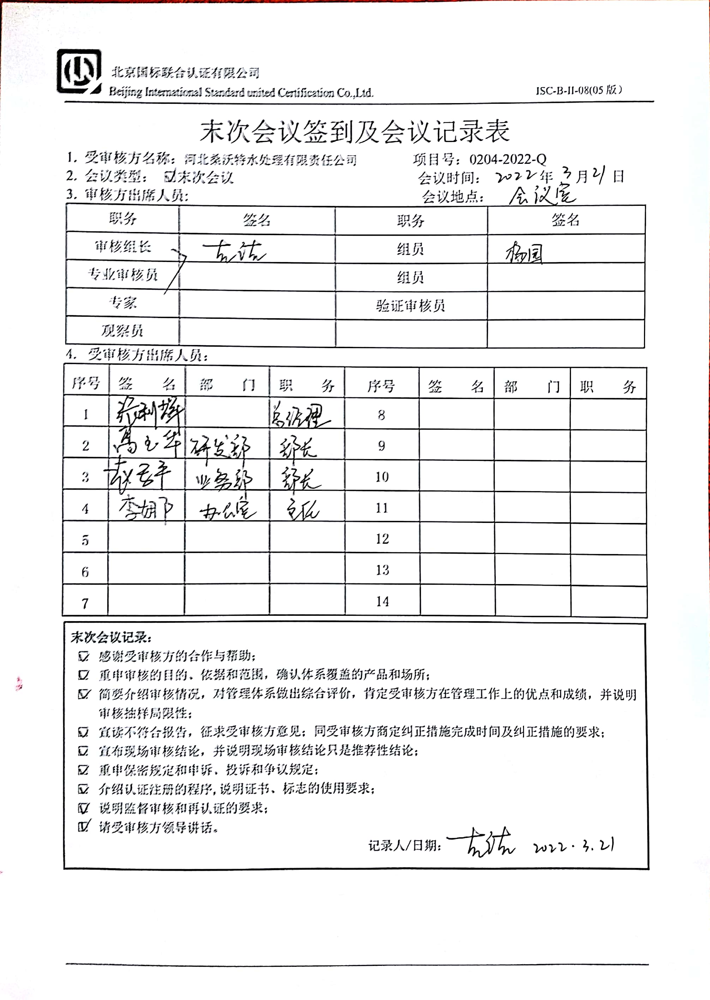 北京国标联合认证有限公司
Beijing International Standard united Certification Co.,Ltd.
ISC-B-II-08(05 版)
末次会议签到及会议记录表
1. 受审核方名称：河北桑沃特水处理有限责任公司 项目号：0204-2022-Q
2. 会议类型： ☑末次会议 会议时间： 2022 年 3 月 21 日
3. 审核方出席人员： 会议地点： 会议室
职务 签名 职务 签名
审核组长 组员 杨园
专业审核员 组员
专家 验证审核员
观察员
4. 受审核方出席人员：
序号 签 名 部 门 职 务 序号 签 名 部 门 职 务
1 总经理 8
2 高玉华 研发部 部长 9
3 业务部 部长 10
4 办公室 主任 11
5 12
6 13
7 14
末次会议记录：
☑ 感谢受审核方的合作与帮助；
☑ 重申审核的目的、依据和范围，确认体系覆盖的产品和场所；
☑ 简要介绍审核情况，对管理体系做出综合评价，肯定受审核方在管理工作上的优点和成绩，并说明
审核抽样局限性；
☑ 宣读不符合报告，征求受审核方意见；同受审核方商定纠正措施完成时间及纠正措施的要求；
☑ 宣布现场审核结论，并说明现场审核结论只是推荐性结论；
☑ 重申保密规定和申诉、投诉和争议规定；
☑ 介绍认证注册的程序，说明证书、标志的使用要求；
☑ 说明监督审核和再认证的要求；
☑ 请受审核方领导讲话。
记录人/日期： 2022.3.21